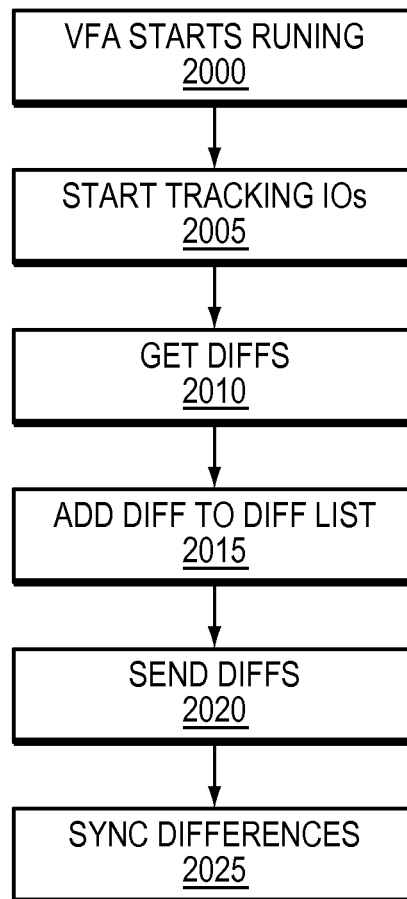 VFA STARTS RUNING
2000
START TRACKING IOs
2005
GET DIFFS
2010
ADD DIFF TO DIFF LIST
2015
SEND DIFFS
2020
SYNC DIFFERENCES
2025